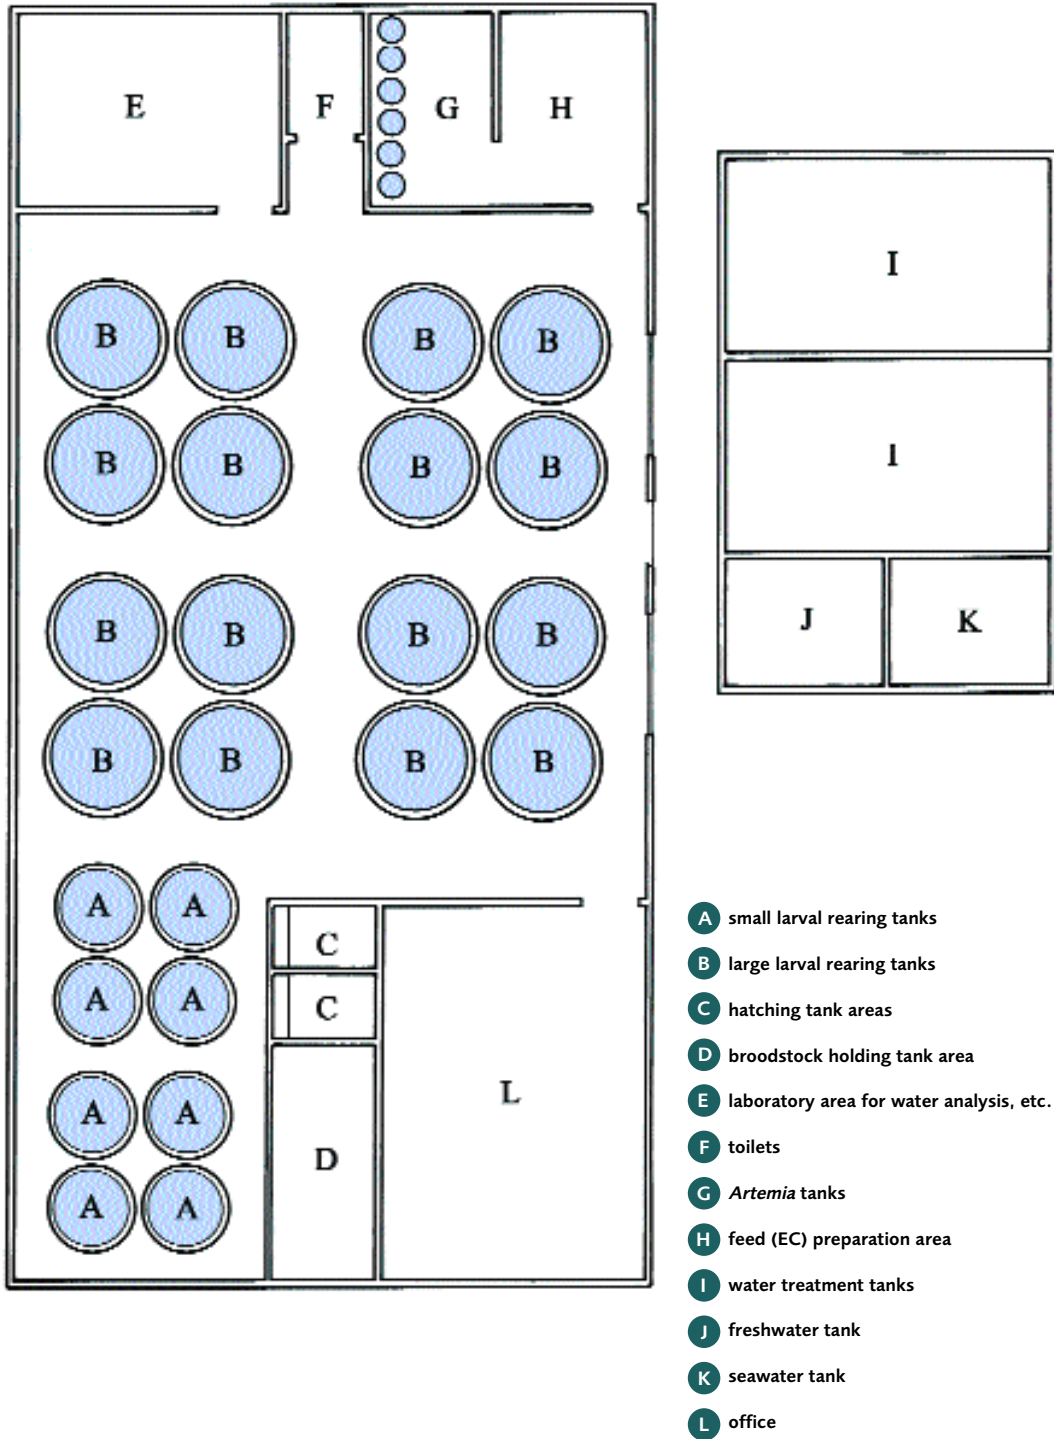 E
F
G
H
I
B
B
B
B
B
B
B
B
I
B
B
B
B
J
K
B
B
B
B
A
A
C
A
A
C
A
A
L
D
A
A
A small larval rearing tanks
B large larval rearing tanks
C hatching tank areas
D broodstock holding tank area
E laboratory area for water analysis, etc.
F toilets
G Artemia tanks
H feed (EC) preparation area
I water treatment tanks
J freshwater tank
K seawater tank
L office